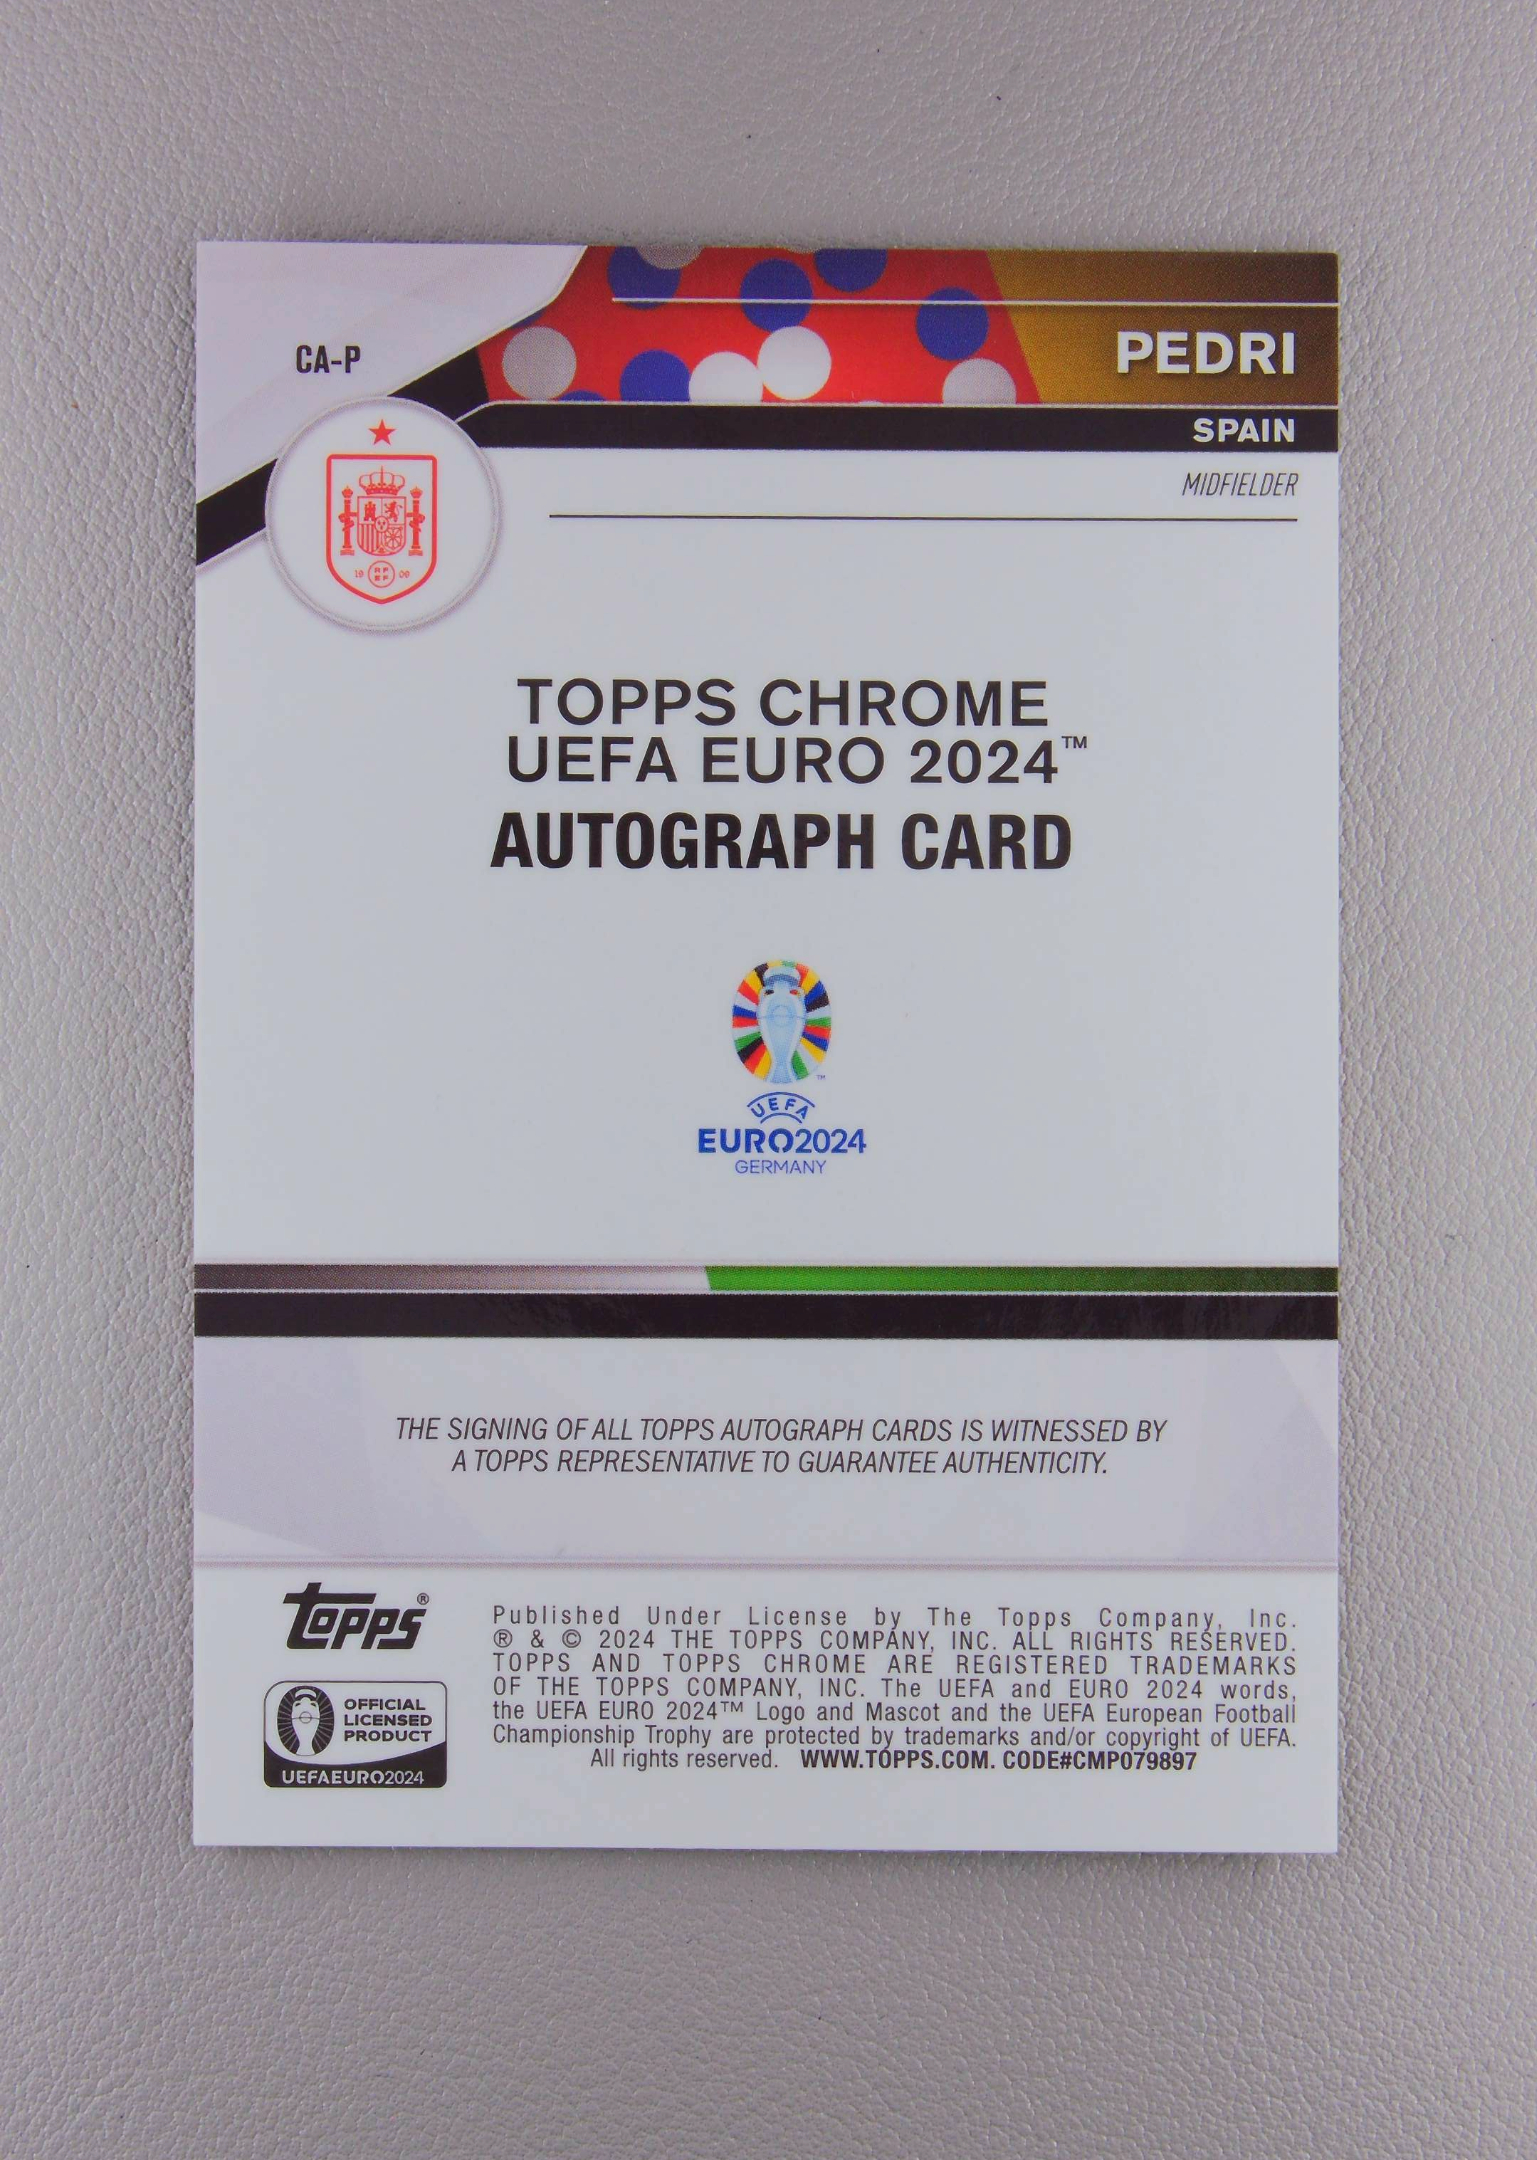 CA-P
PEDRI
SPAIN
MIDFIELDER
19 RFEF 09
TOPPS CHROME
UEFA EURO 2024™
AUTOGRAPH CARD
™
UEFA
EURO2024
GERMANY
THE SIGNING OF ALL TOPPS AUTOGRAPH CARDS IS WITNESSED BY
A TOPPS REPRESENTATIVE TO GUARANTEE AUTHENTICITY.
Topps®
OFFICIAL
LICENSED
PRODUCT
UEFAEURO2024
Published Under License by The Topps Company, Inc.
® & © 2024 THE TOPPS COMPANY, INC. ALL RIGHTS RESERVED.
TOPPS AND TOPPS CHROME ARE REGISTERED TRADEMARKS
OF THE TOPPS COMPANY, INC. The UEFA and EURO 2024 words,
the UEFA EURO 2024™ Logo and Mascot and the UEFA European Football
Championship Trophy are protected by trademarks and/or copyright of UEFA.
All rights reserved. WWW.TOPPS.COM. CODE#CMP079897